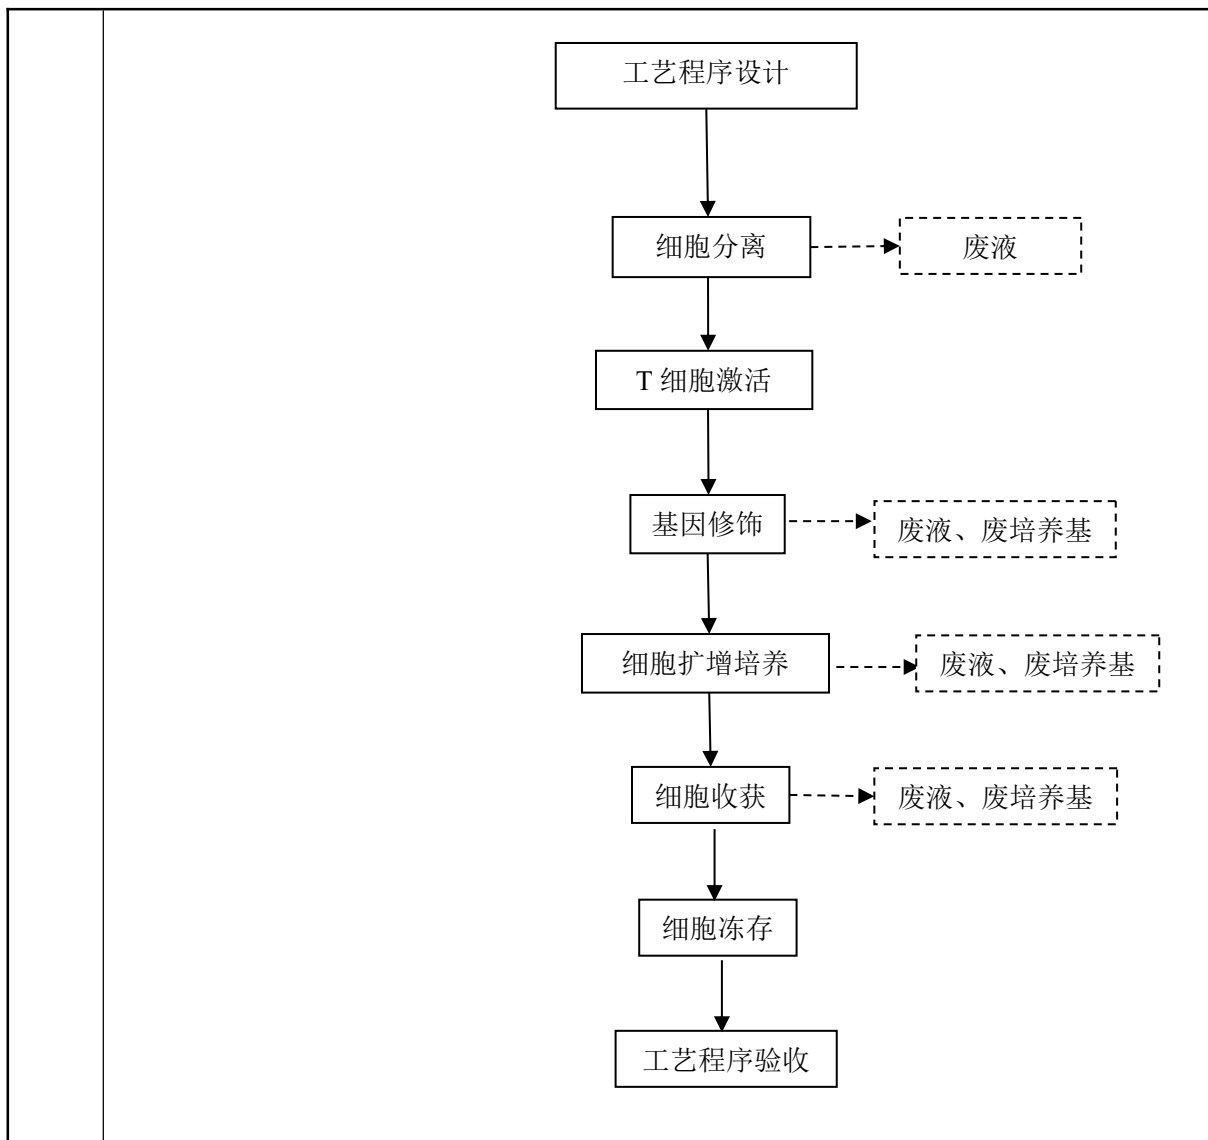 工艺程序设计
细胞分离
废液
T 细胞激活
基因修饰
废液、废培养基
细胞扩增培养
废液、废培养基
细胞收获
废液、废培养基
细胞冻存
工艺程序验收